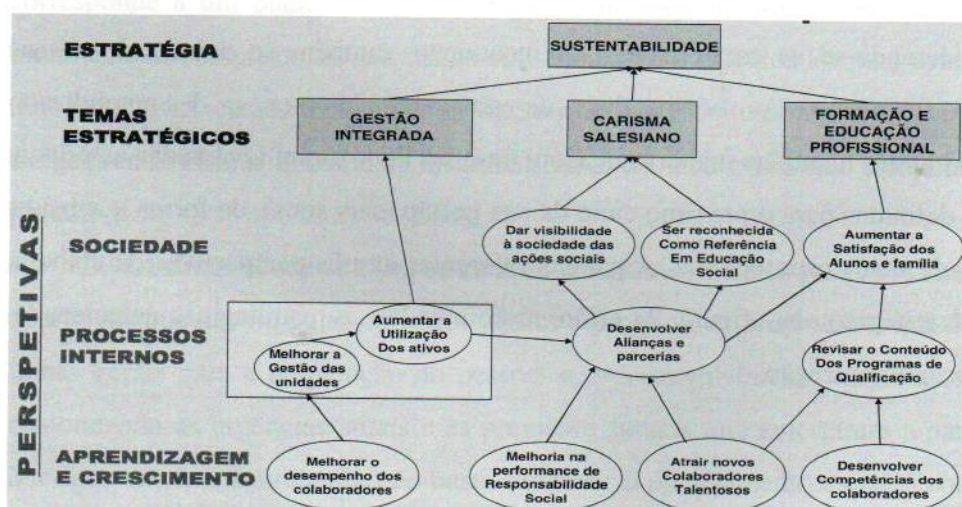 ESTRATÉGIA
SUSTENTABILIDADE
TEMAS
ESTRATÉGICOS
GESTÃO
INTEGRADA
CARISMA
SALESIANO
FORMAÇÃO E
EDUCAÇÃO
PROFISSIONAL
PERSPETIVAS
SOCIEDADE
Dar visibilidade
à sociedade das
ações sociais
Ser reconhecida
Como Referência
Em Educação
Social
Aumentar a
Satisfação dos
Alunos e família
PROCESSOS
INTERNOS
Melhorar a
Gestão das
unidades
Aumentar a
Utilização
Dos ativos
Desenvolver
Alianças e
parcerias
Revisar o Conteúdo
Dos Programas de
Qualificação
APRENDIZAGEM
E CRESCIMENTO
Melhorar o
desempenho dos
colaboradores
Melhoria na
performance de
Responsabilidade
Social
Atrair novos
Colaboradores
Talentosos
Desenvolver
Competências dos
colaboradores